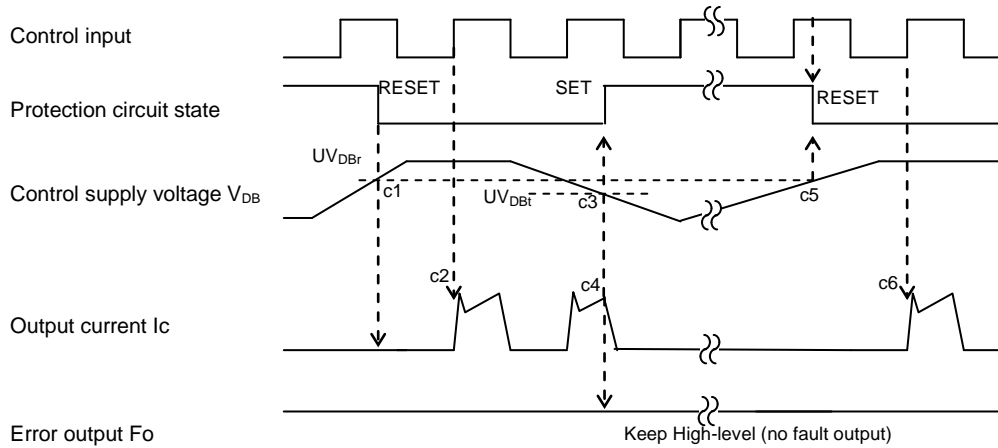 Control input
Protection circuit state
RESET
SET
RESET
Control supply voltage VDB
UVDBr
c1
UVDBt
c3
c5
Output current Ic
c2
c4
c6
Error output Fo
Keep High-level (no fault output)